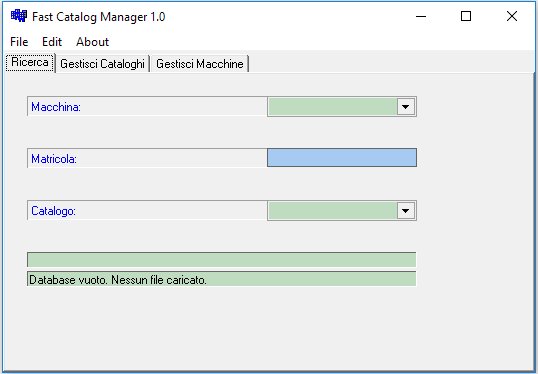 Fast Catalog Manager 1.0
File Edit About
Ricerca Gestisci Cataloghi Gestisci Macchine
Macchina:
Matricola:
Catalogo:
Database vuoto. Nessun file caricato.